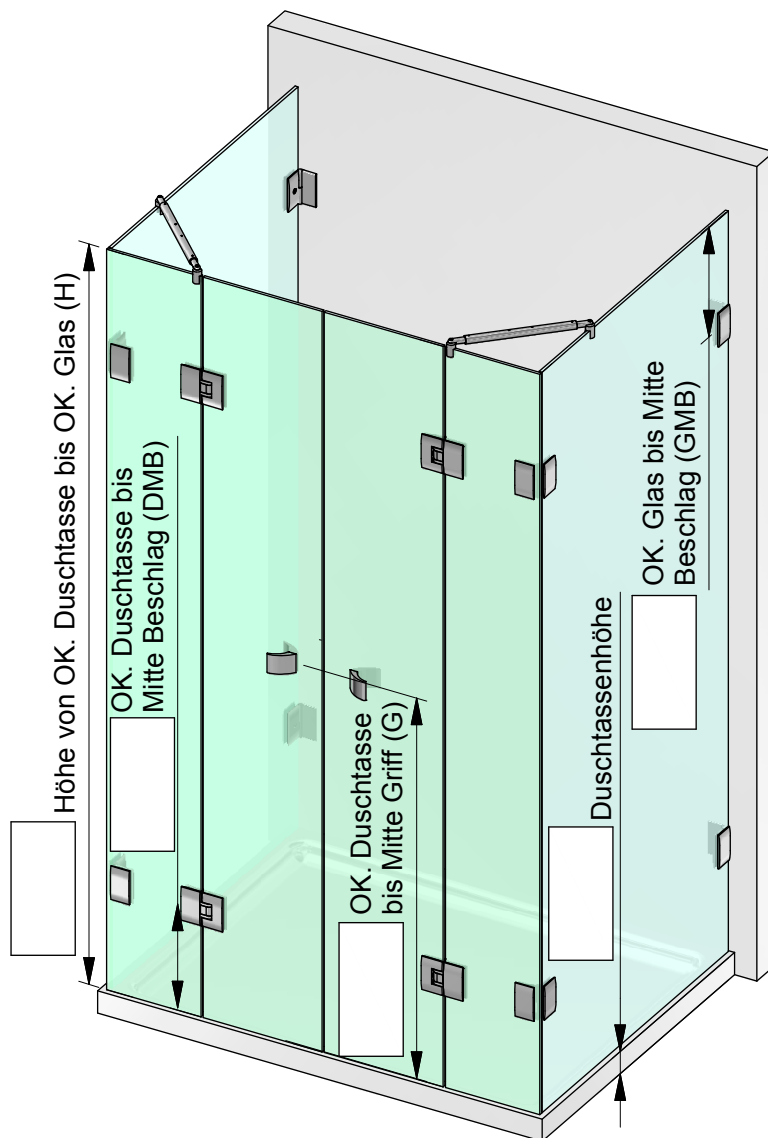 Höhe von OK. Duschtasse bis OK. Glas (H)
OK. Duschtasse bis
Mitte Beschlag (DMB)
OK. Duschtasse
bis Mitte Griff (G)
Duschtassenhöhe
OK. Glas bis Mitte
Beschlag (GMB)